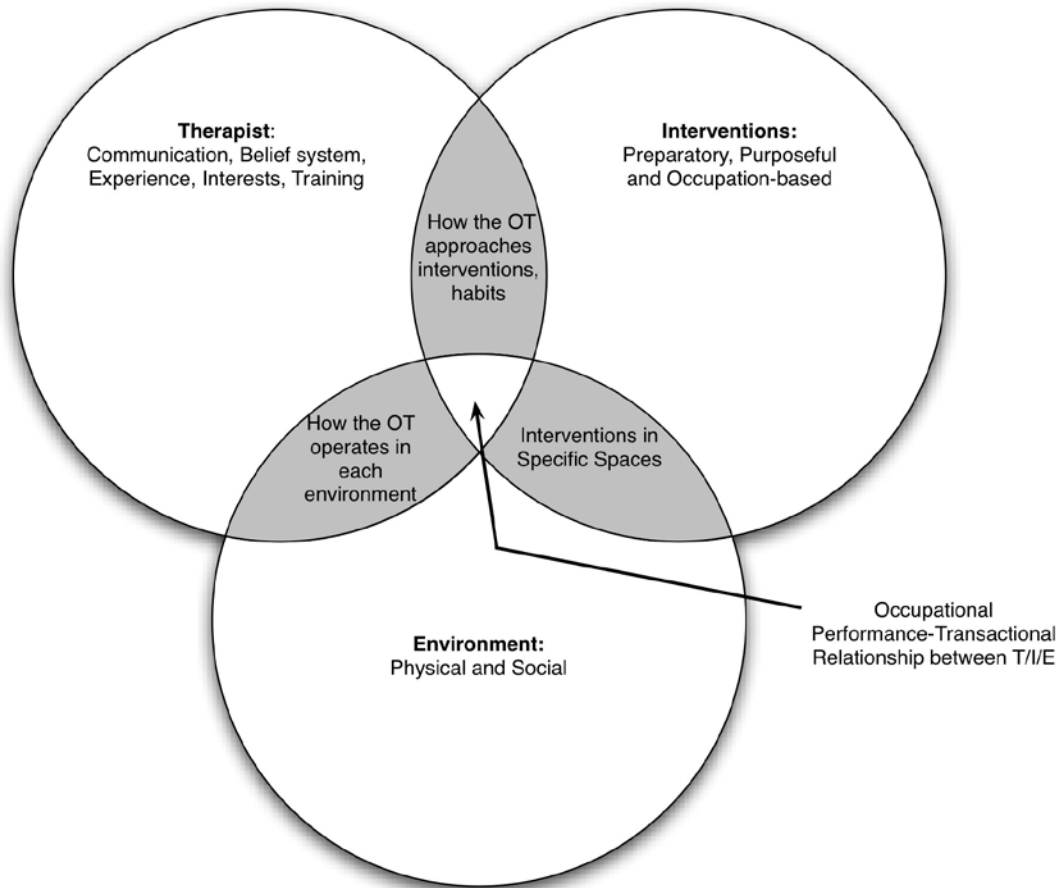 Therapist:
Communication, Belief system,
Experience, Interests, Training
Interventions:
Preparatory, Purposeful
and Occupation-based
How the OT
approaches
interventions,
habits
How the OT
operates in
each
environment
Interventions in
Specific Spaces
Environment:
Physical and Social
Occupational
Performance-Transactional
Relationship between T/I/E